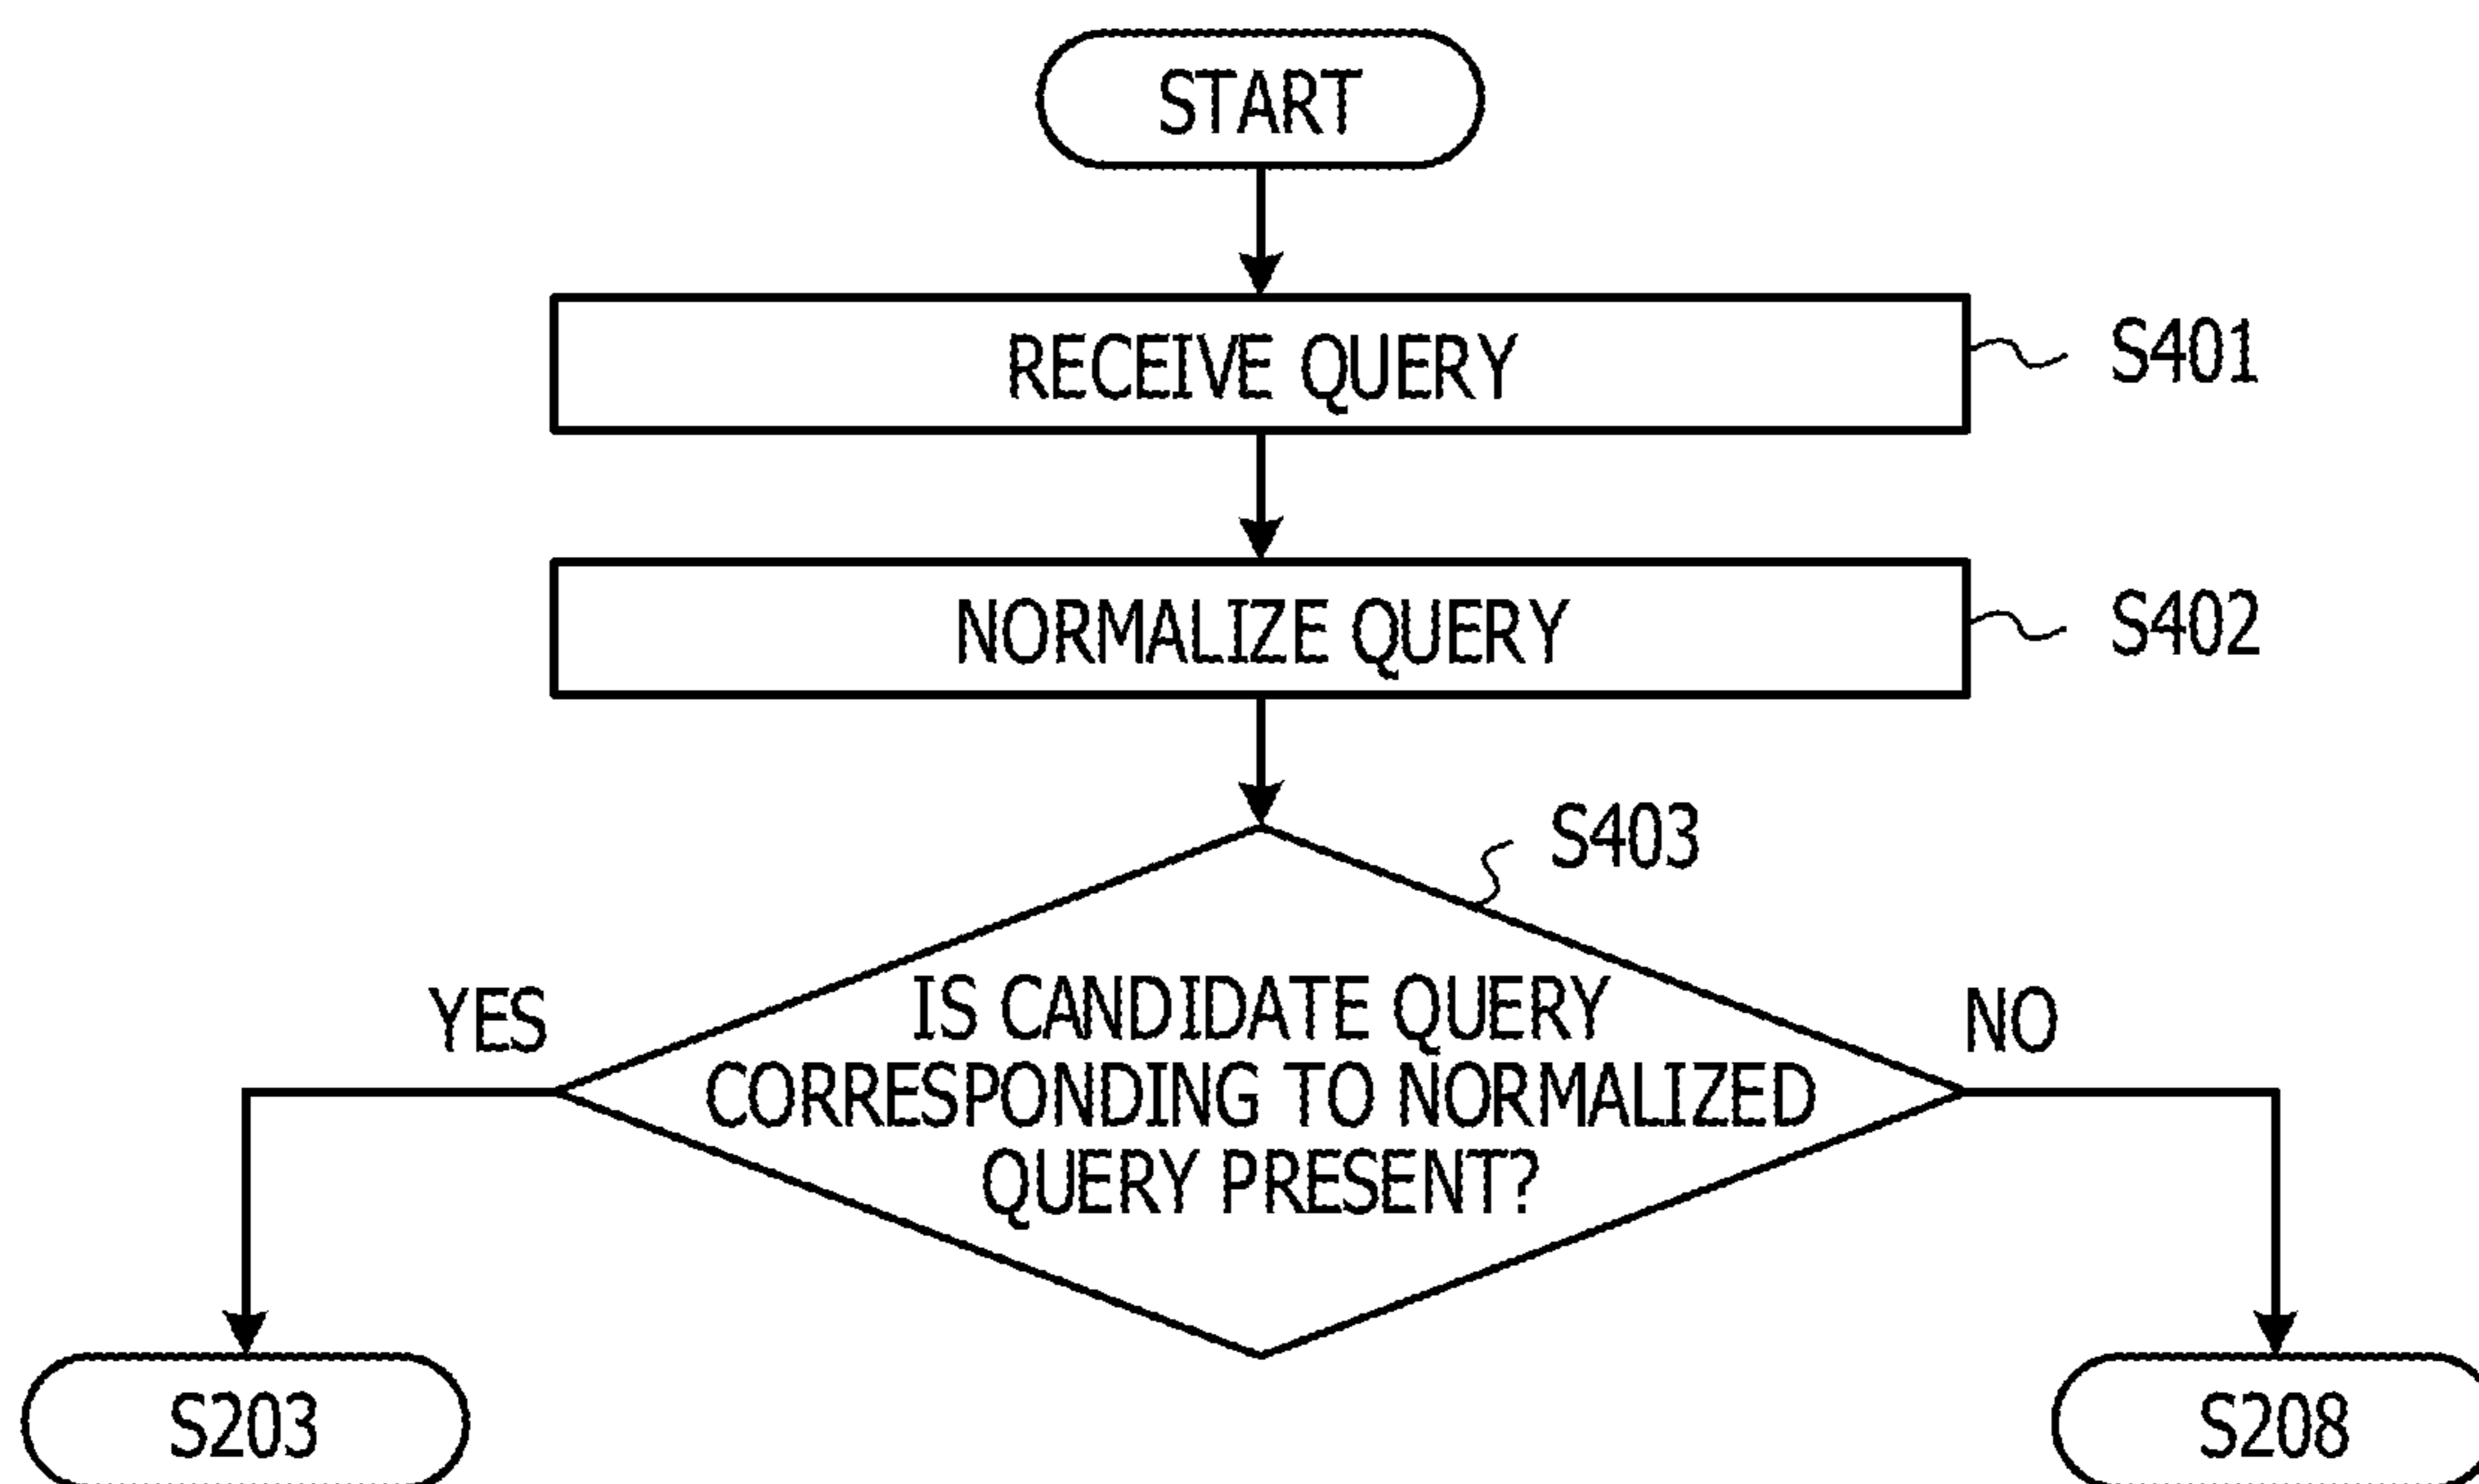 START
RECEIVE QUERY
S401
NORMALIZE QUERY
S402
S403
IS CANDIDATE QUERY
CORRESPONDING TO NORMALIZED
QUERY PRESENT?
YES
NO
S203
S208